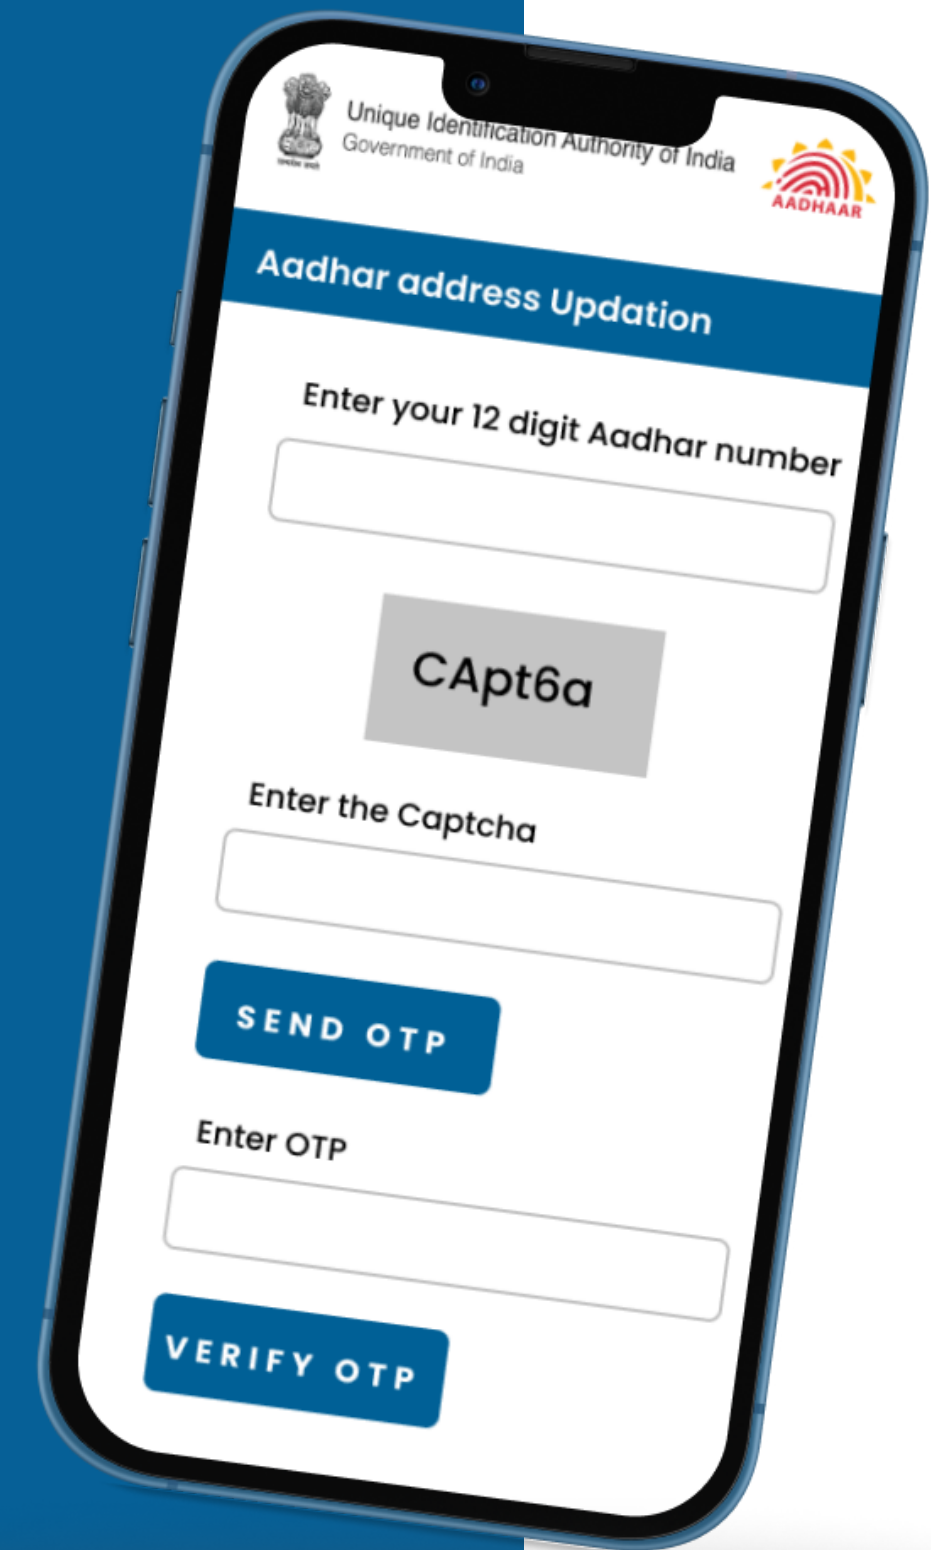 Unique Identification Authority of India
Government of India
AADHAAR
Aadhar address Updation
Enter your 12 digit Aadhar number
CApt6a
Enter the Captcha
SEND OTP
Enter OTP
VERIFY OTP